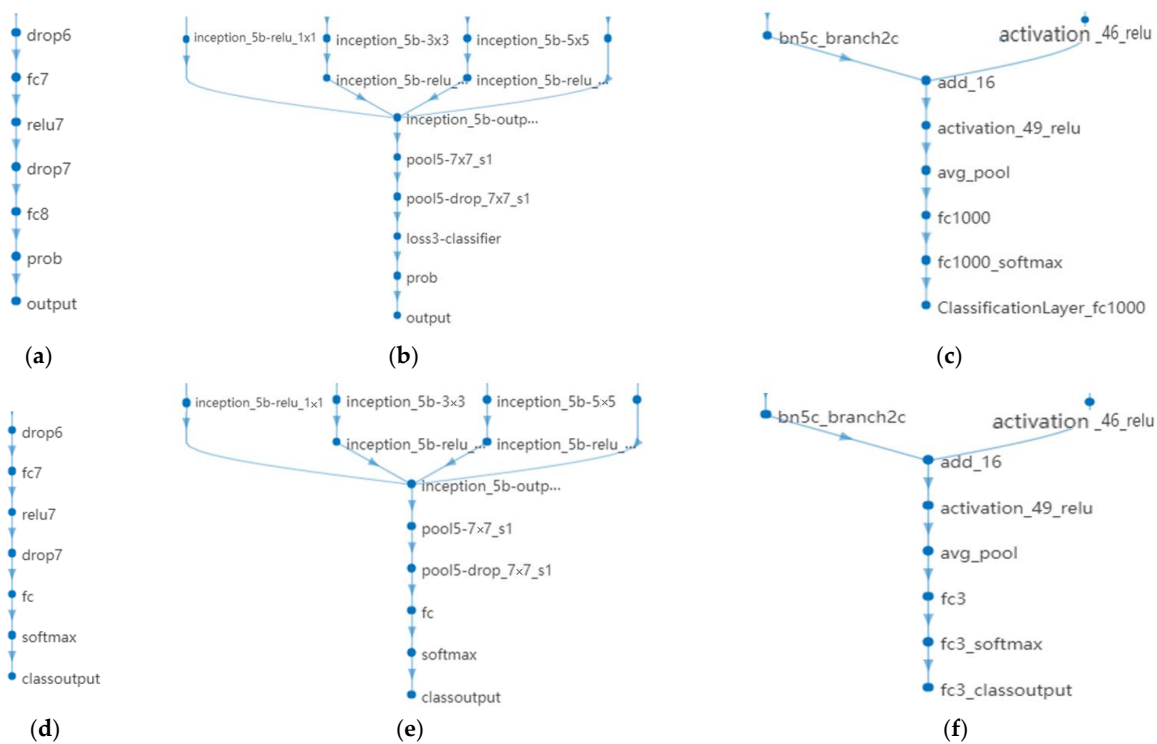 drop6
fc7
relu7
drop7
fc8
prob
output
(a)
inception_5b-relu_1x1
inception_5b-3x3
inception_5b-5x5
inception_5b-relu_...
inception_5b-relu_...
inception_5b-outp...
pool5-7x7_s1
pool5-drop_7x7_s1
loss3-classifier
prob
output
(b)
bn5c_branch2c
activation_46_relu
add_16
activation_49_relu
avg_pool
fc1000
fc1000_softmax
ClassificationLayer_fc1000
(c)
drop6
fc7
relu7
drop7
fc
softmax
classoutput
(d)
inception_5b-relu_1×1
inception_5b-3×3
inception_5b-5×5
inception_5b-relu_...
inception_5b-relu_...
inception_5b-outp...
pool5-7×7_s1
pool5-drop_7×7_s1
fc
softmax
classoutput
(e)
bn5c_branch2c
activation_46_relu
add_16
activation_49_relu
avg_pool
fc3
fc3_softmax
fc3_classoutput
(f)